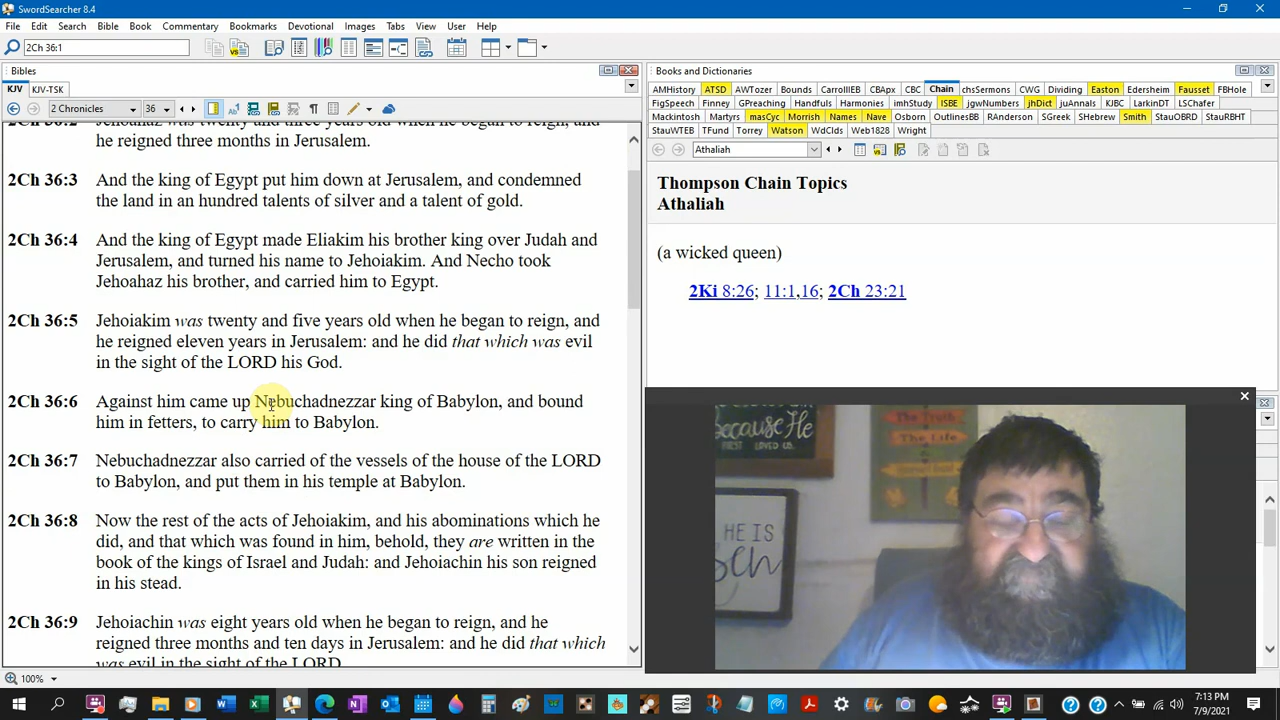 SwordSearcher 8.4
File Edit Search Bible Book Commentary Bookmarks Devotional Images Tabs View User Help
2Ch 36:1
Bibles
KJV KJV-TSK
2 Chronicles 36
he reigned three months in Jerusalem.
2Ch 36:3 And the king of Egypt put him down at Jerusalem, and condemned
the land in an hundred talents of silver and a talent of gold.
2Ch 36:4 And the king of Egypt made Eliakim his brother king over Judah and
Jerusalem, and turned his name to Jehoiakim. And Necho took
Jehoahaz his brother, and carried him to Egypt.
2Ch 36:5 Jehoiakim was twenty and five years old when he began to reign, and
he reigned eleven years in Jerusalem: and he did that which was evil
in the sight of the LORD his God.
2Ch 36:6 Against him came up Nebuchadnezzar king of Babylon, and bound
him in fetters, to carry him to Babylon.
2Ch 36:7 Nebuchadnezzar also carried of the vessels of the house of the LORD
to Babylon, and put them in his temple at Babylon.
2Ch 36:8 Now the rest of the acts of Jehoiakim, and his abominations which he
did, and that which was found in him, behold, they are written in the
book of the kings of Israel and Judah: and Jehoiachin his son reigned
in his stead.
2Ch 36:9 Jehoiachin was eight years old when he began to reign, and he
reigned three months and ten days in Jerusalem: and he did that which
was evil in the sight of the LORD
100%
Books and Dictionaries
AMHistory ATSD AWTozer Bounds CarrollIEB CBApx CBC Chain chsSermons CWG Dividing Easton Edersheim Fausset FBHole
FigSpeech Finney GPreaching Handfuls Harmonies imhStudy ISBE jgwNumbers jhDict juAnnals KJBC LarkinDT LSChafer
Mackintosh Martyrs masCyc Morrish Names Nave Osborn OutlinesBB RAnderson SGreek SHebrew Smith StauOBRD StauRBHT
StauWTEB TFund Torrey Watson WdClds Web1828 Wright
Athaliah
Thompson Chain Topics
Athaliah
(a wicked queen)
2Ki 8:26; 11:1,16; 2Ch 23:21
because He
FIRST LOVED US.
The Truth
The Life
HE IS
7:13 PM
7/9/2021